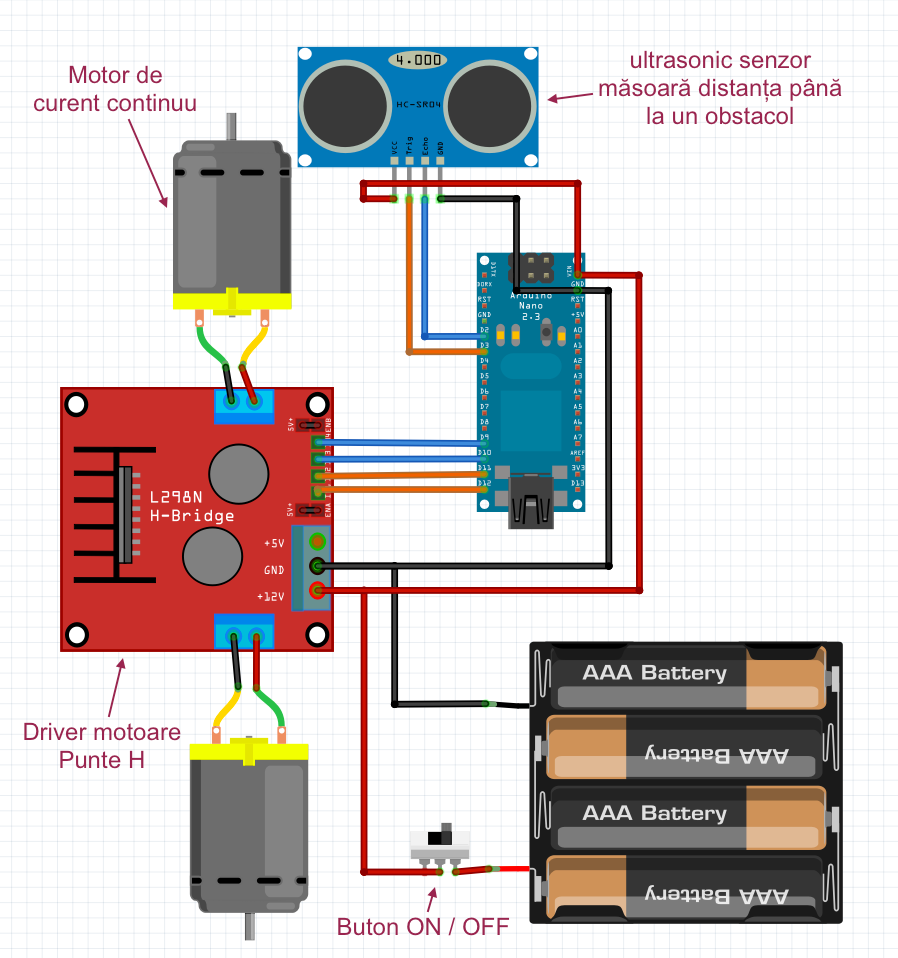 Motor de
curent continuu
4.000
HC-SR04
VCC
Trig
Echo
GND
ultrasonic senzor
măsoară distanța până
la un obstacol
D1TX
D0RX
RST
GND
D2
D3
D4
D5
D6
D7
D8
D9
D10
D11
D12
Arduino
Nano
2.3
VIN
GND
RST
+5V
A0
A1
A2
A3
A4
A5
A6
A7
AREF
3V3
D13
L298N
H-Bridge
5V+
ENB
5V+
ENA
+5V
GND
+12V
Driver motoare
Punte H
AAA Battery
AAA Battery
AAA Battery
AAA Battery
Buton ON / OFF